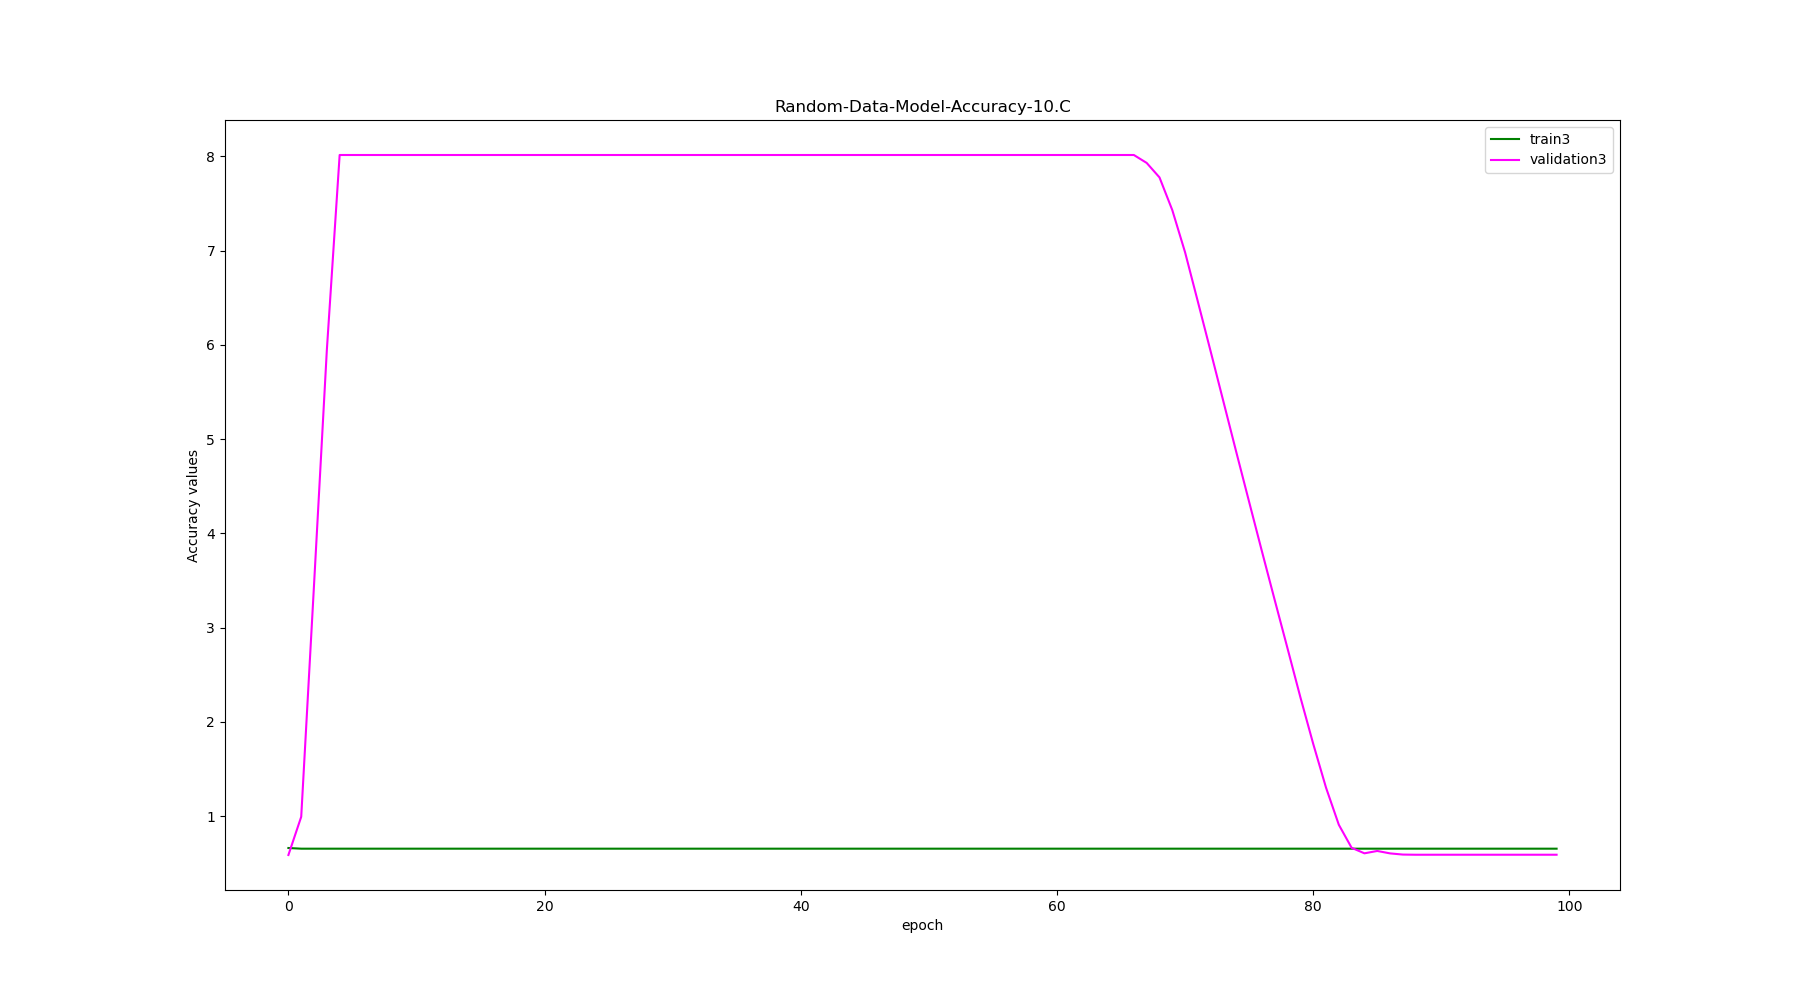 Random-Data-Model-Accuracy-10.C
train3
validation3
Accuracy values
8
7
6
5
4
3
2
1
0 20 40 60 80 100
epoch